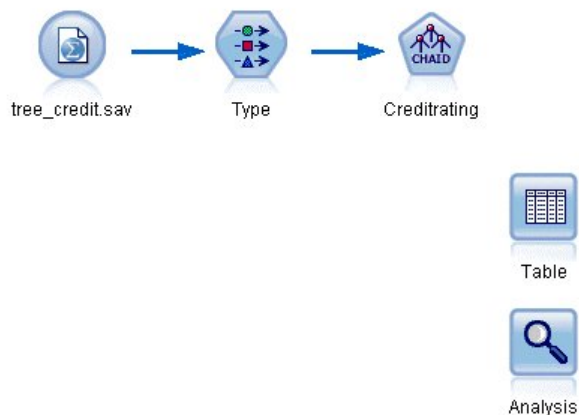 CHAID
tree_credit.sav
Type
Creditrating
Table
Analysis